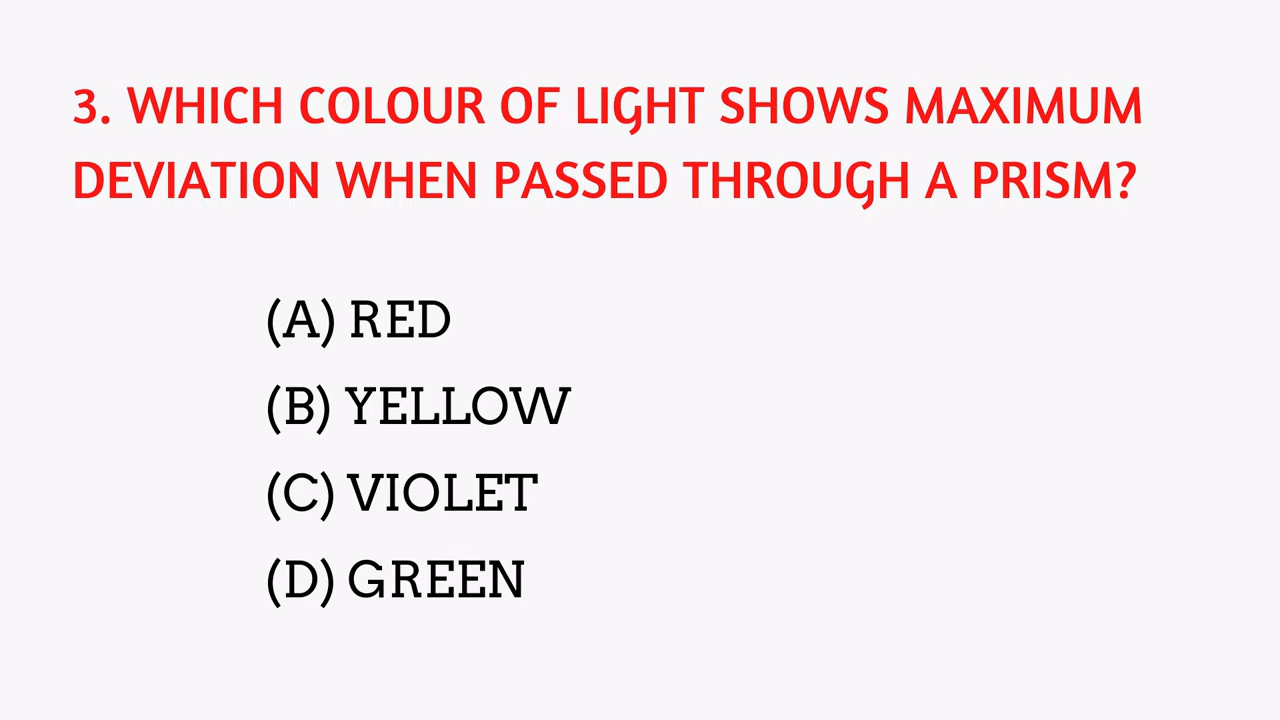 3. WHICH COLOUR OF LIGHT SHOWS MAXIMUM
DEVIATION WHEN PASSED THROUGH A PRISM?
(A) RED
(B) YELLOW
(C) VIOLET
(D) GREEN